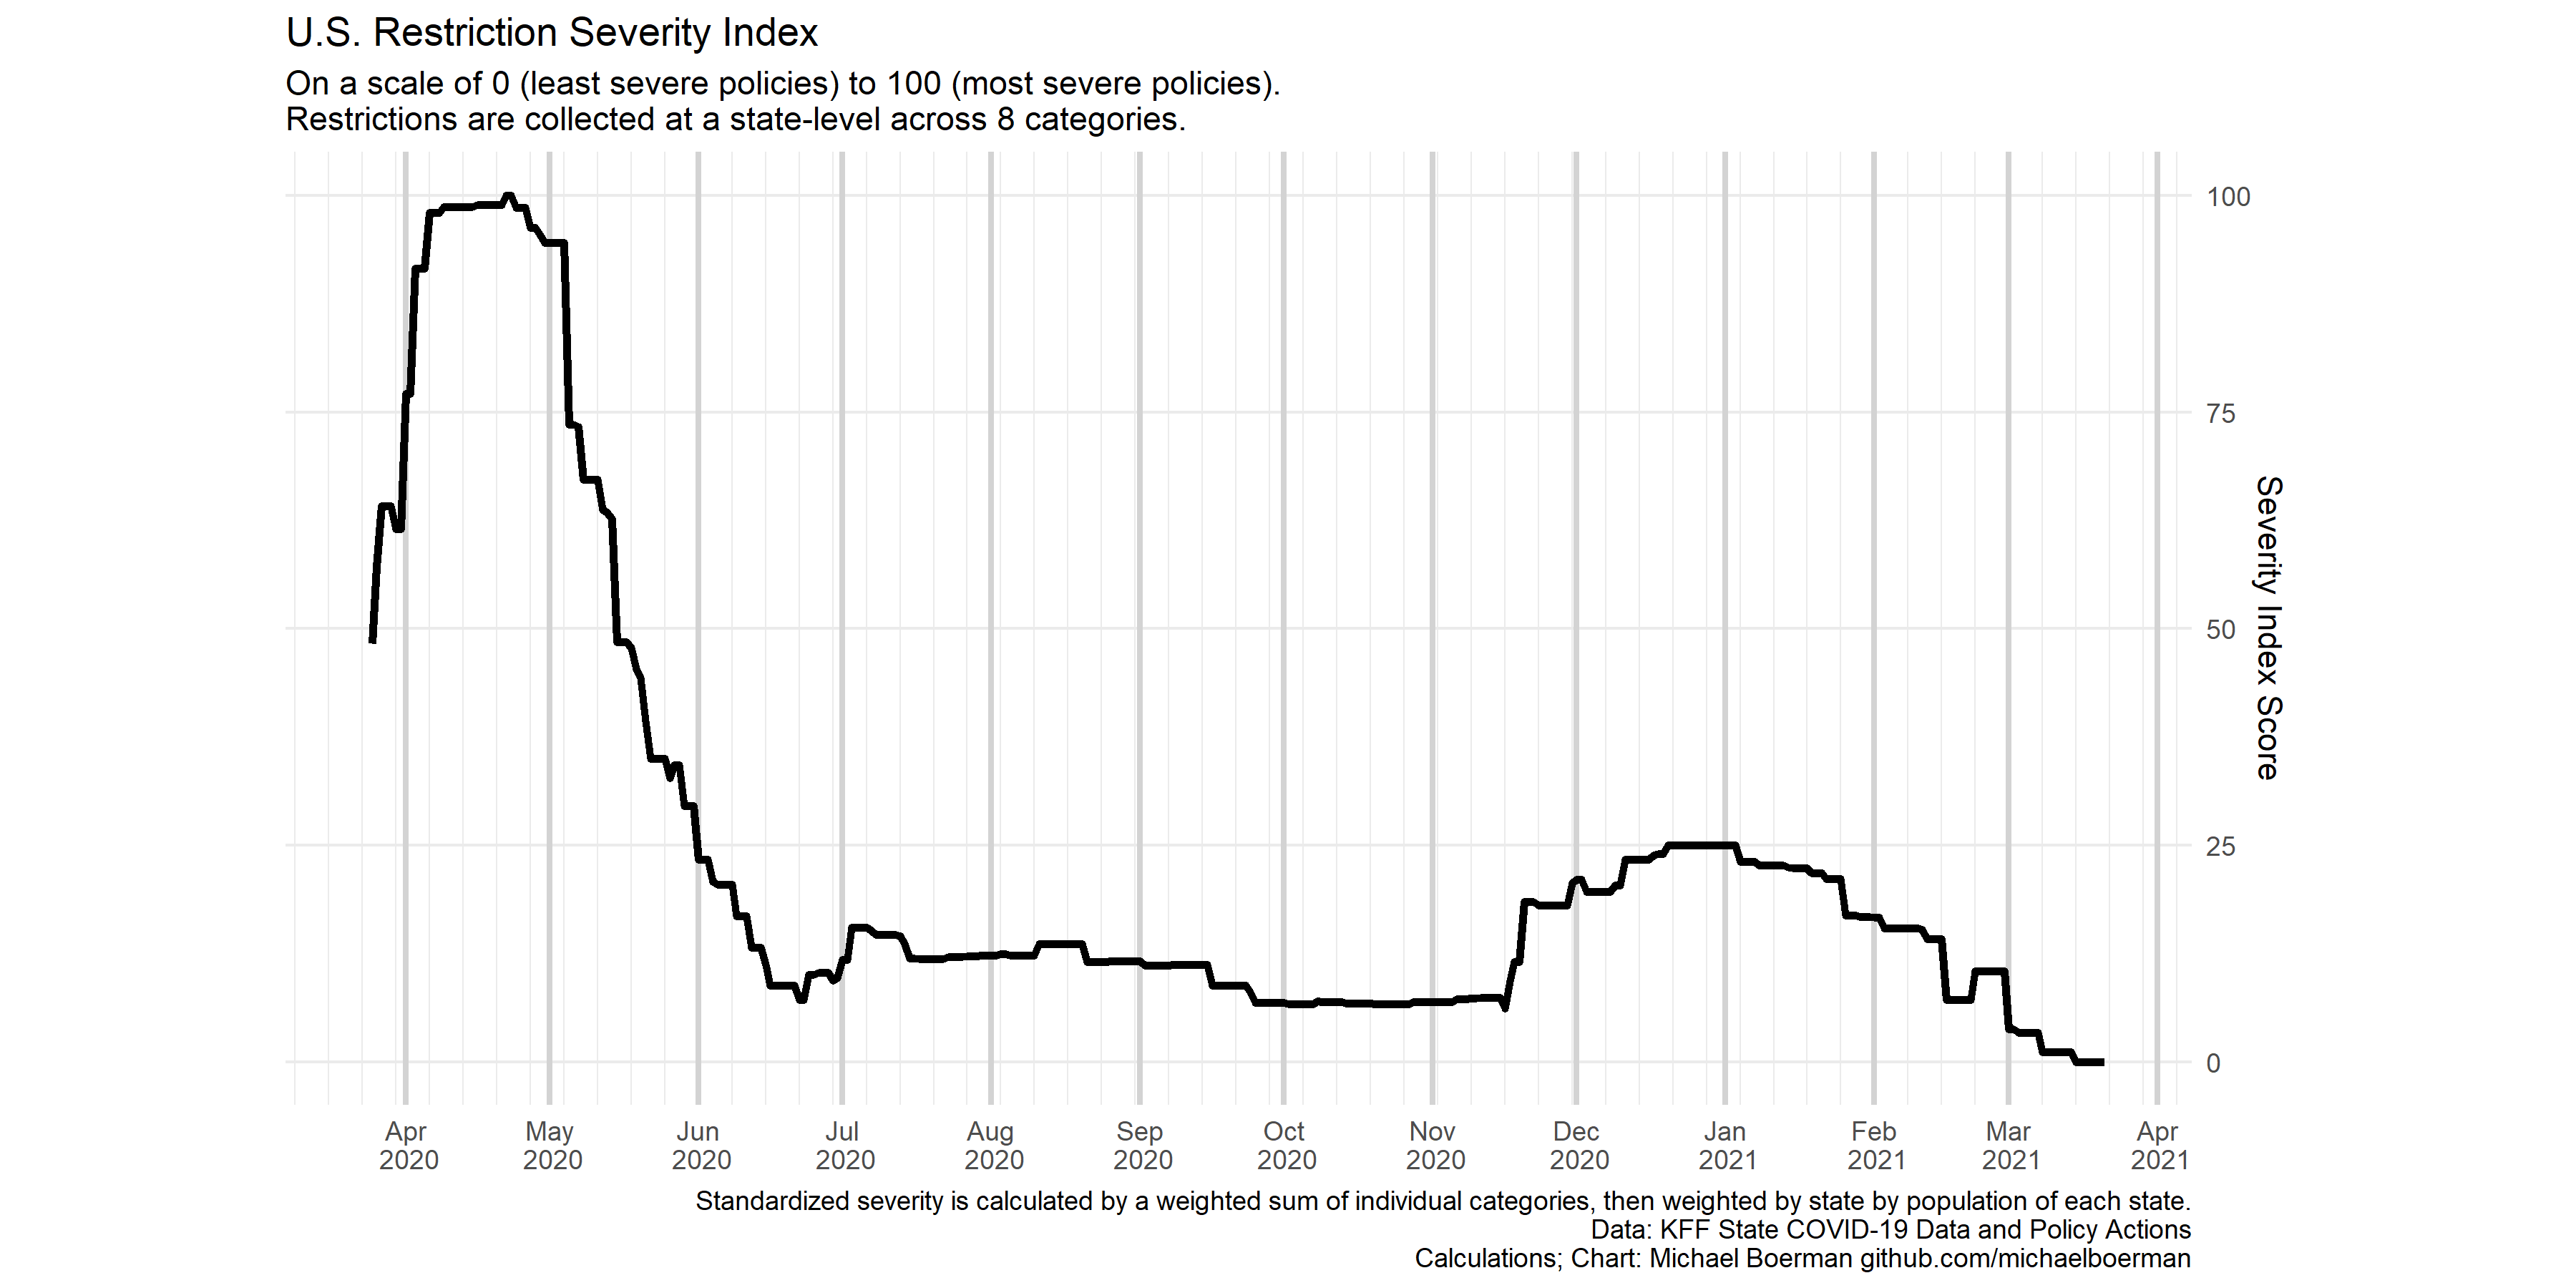 U.S. Restriction Severity Index
On a scale of 0 (least severe policies) to 100 (most severe policies).
Restrictions are collected at a state-level across 8 categories.
100
75
50
25
0
Severity Index Score
Apr May Jun Jul Aug Sep Oct Nov Dec Jan Feb Mar Apr
2020 2020 2020 2020 2020 2020 2020 2020 2020 2021 2021 2021 2021
Standardized severity is calculated by a weighted sum of individual categories, then weighted by state by population of each state.
Data: KFF State COVID-19 Data and Policy Actions
Calculations; Chart: Michael Boerman github.com/michaelboerman